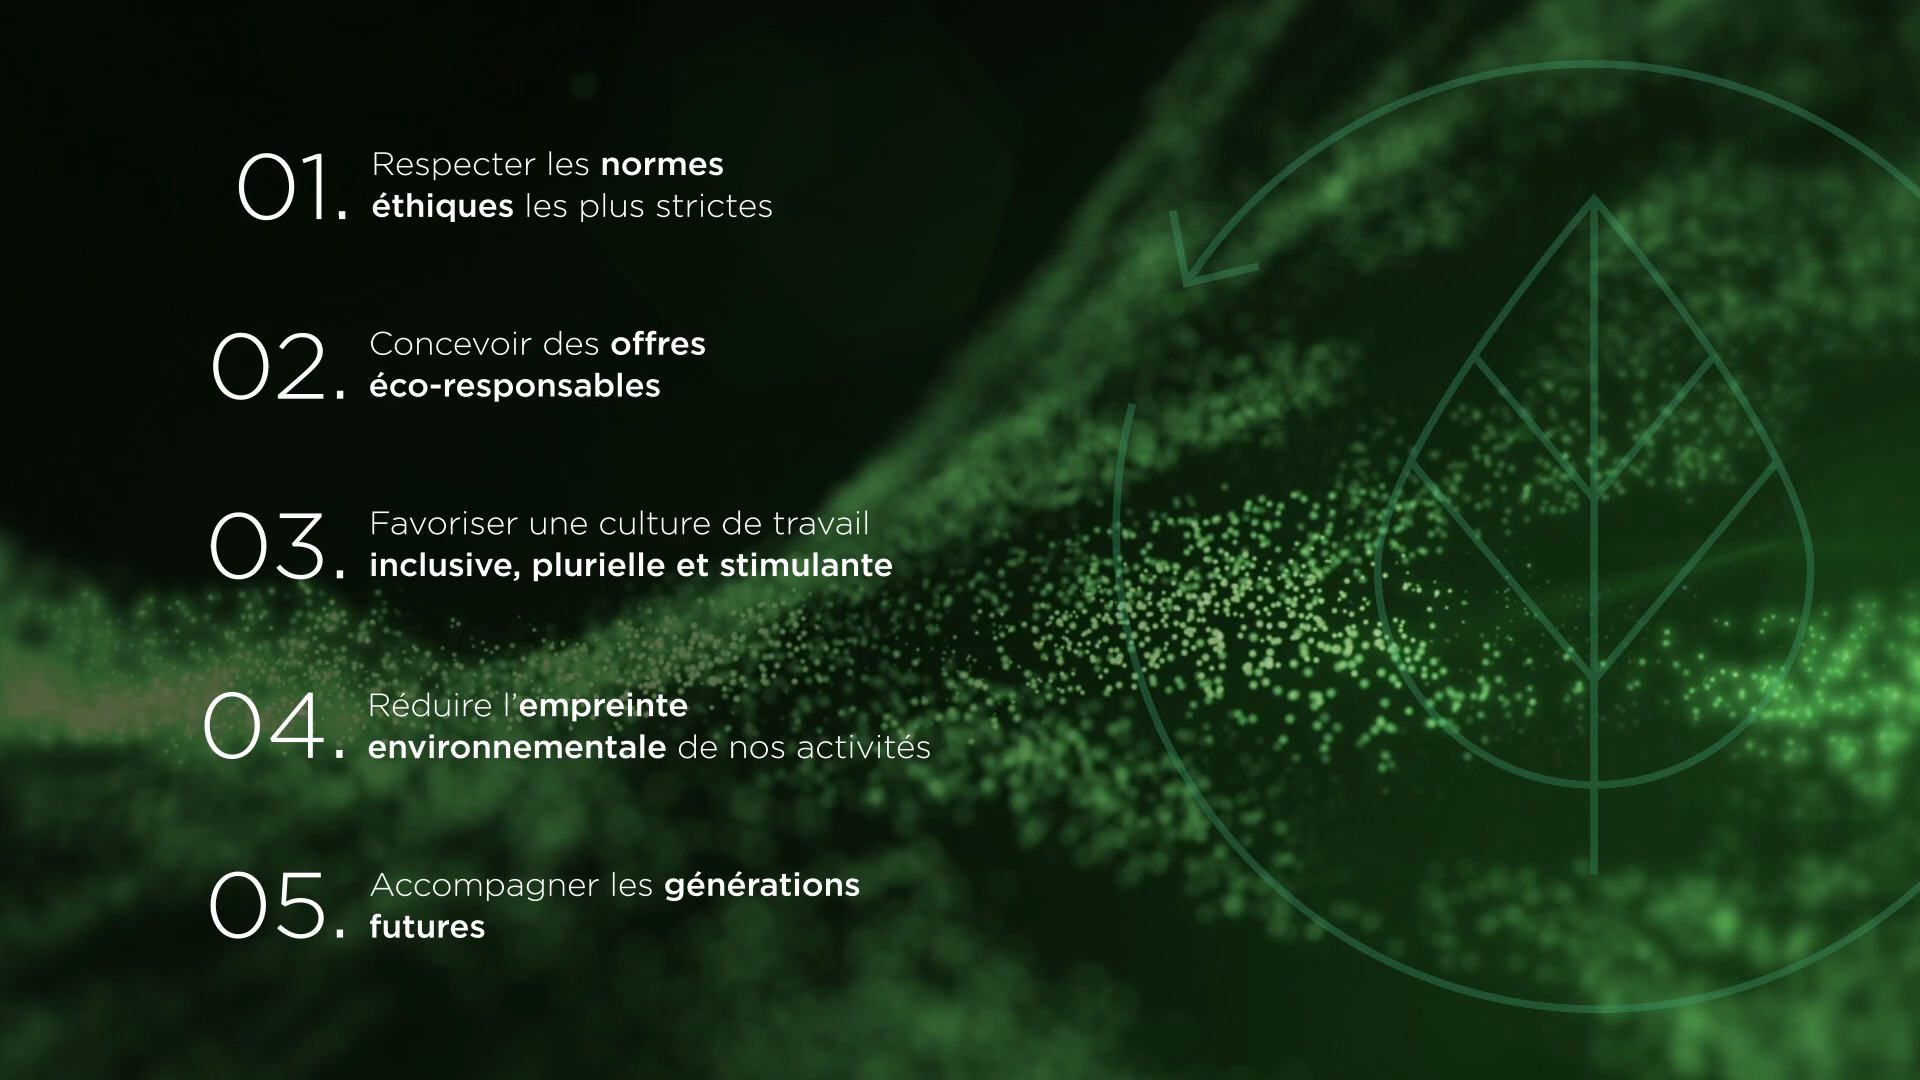 01. Respecter les normes
éthiques les plus strictes
02. Concevoir des offres
éco-responsables
03. Favoriser une culture de travail
inclusive, plurielle et stimulante
04. Réduire l’empreinte
environnementale de nos activités
05. Accompagner les générations
futures